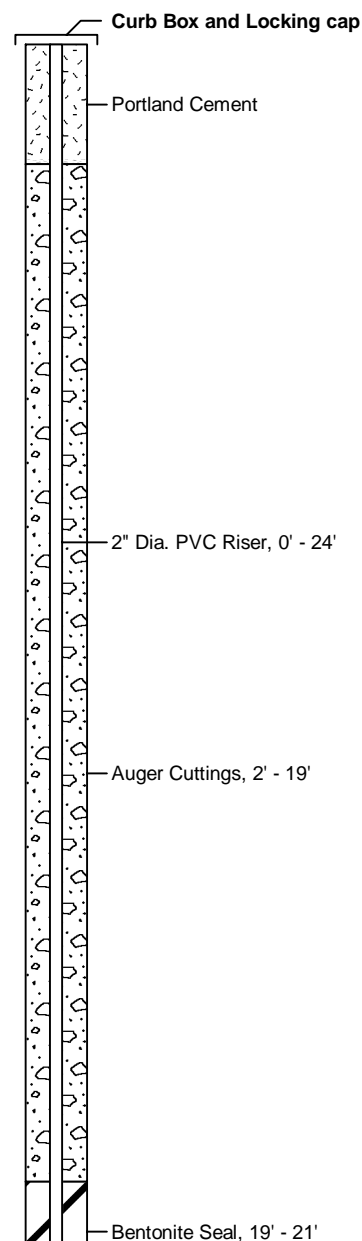 Curb Box and Locking cap
Portland Cement
2" Dia. PVC Riser, 0' - 24'
Auger Cuttings, 2' - 19'
Bentonite Seal, 19' - 21'